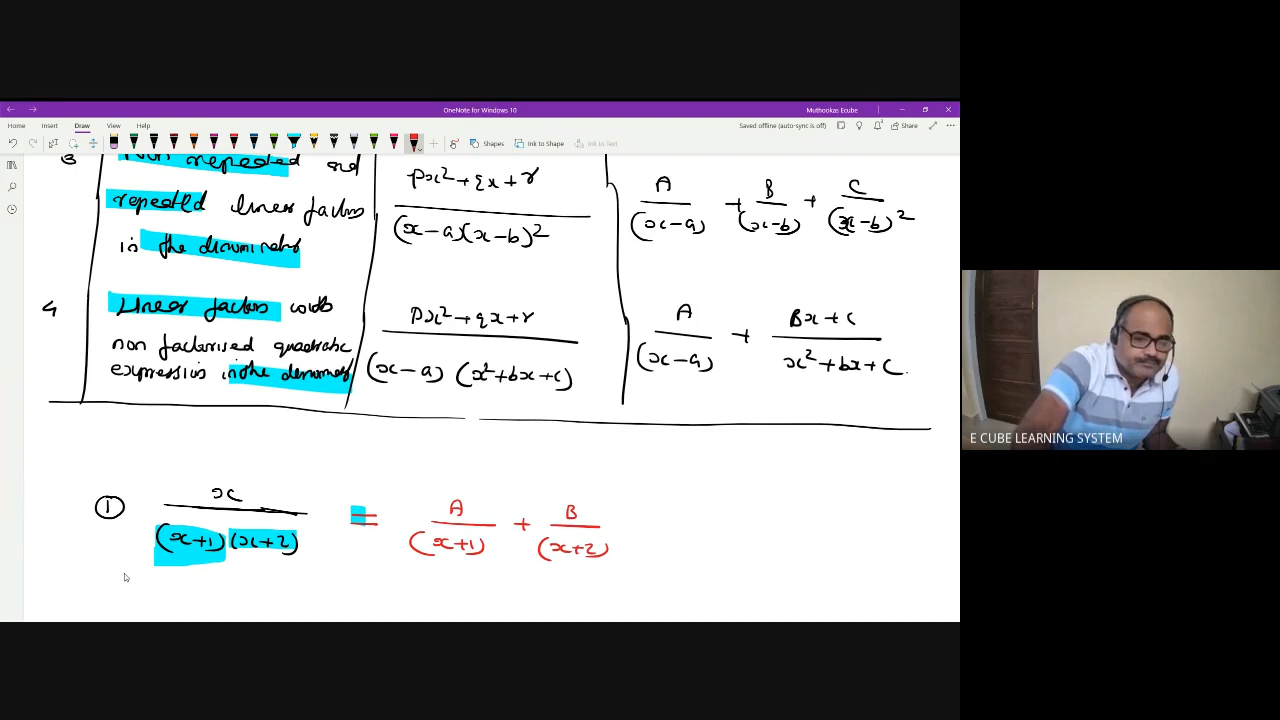 OneNote for Windows 10
Muthookas Ecube
Home Insert Draw View Help
Saved offline (auto-sync is off)
Share
Shapes
Ink to Shape
Ink to Text
3 Non repeated and
repeated linear factors
in the denominator
px²+qx+r
(x-a)(x-b)²
A/(x-a) + B/(x-b) + C/(x-b)²
4 Linear factors with
non factorised quadratic
expression in the denominator
px²+qx+r
(x-a) (x²+bx+c)
A/(x-a) + Bx+C/x²+bx+c.
① x/(x+1)(x+2) = A/(x+1) + B/(x+2)
E CUBE LEARNING SYSTEM